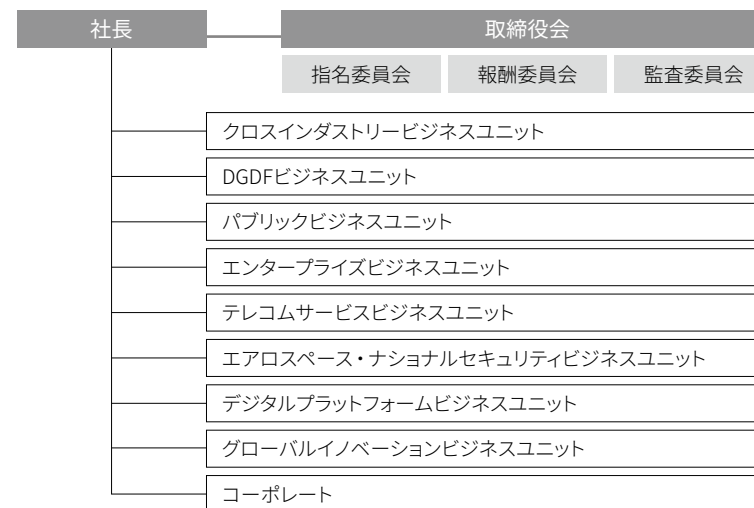 社長 取締役会
指名委員会 報酬委員会 監査委員会
クロスインダストリービジネスユニット
DGDFビジネスユニット
パブリックビジネスユニット
エンタープライズビジネスユニット
テレコムサービスビジネスユニット
エアロスペース・ナショナルセキュリティビジネスユニット
デジタルプラットフォームビジネスユニット
グローバルイノベーションビジネスユニット
コーポレート